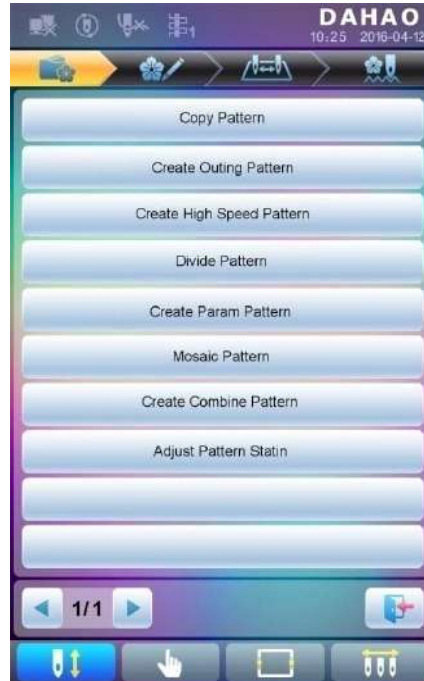 DAHAO
1
10:25 2016-04-12
Copy Pattern
Create Outing Pattern
Create High Speed Pattern
Divide Pattern
Create Param Pattern
Mosaic Pattern
Create Combine Pattern
Adjust Pattern Statin
1/1